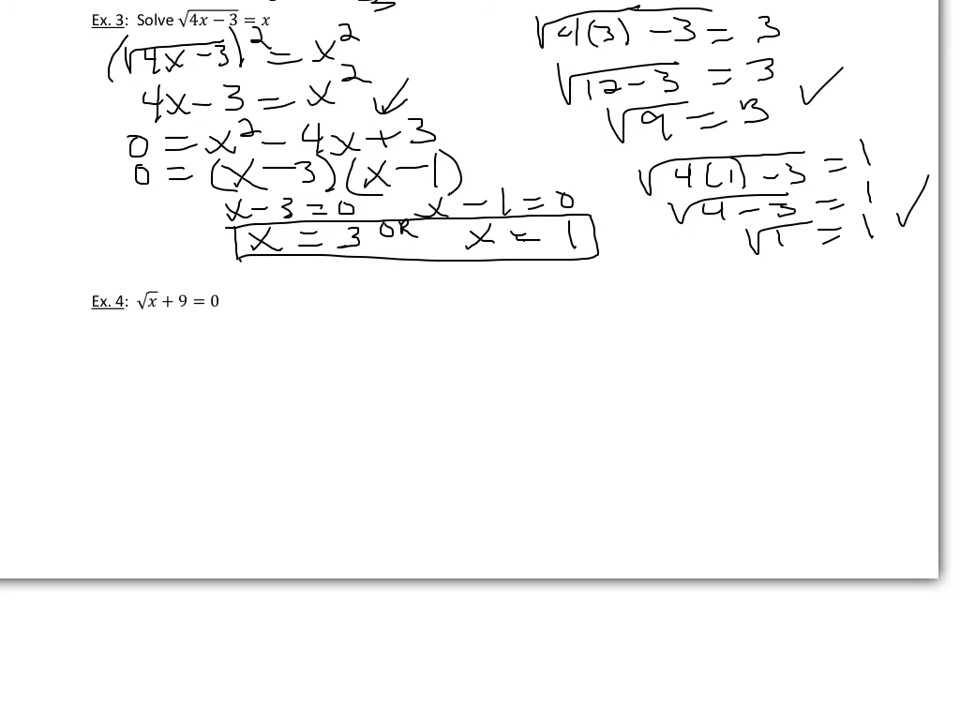 Ex. 3: Solve √4x − 3 = x
(√4x − 3)² = x²
4x − 3 = x² ✓
0 = x² − 4x + 3
0 = (x − 3)(x − 1)
x − 3 = 0 x − 1 = 0
x = 3 OR x = 1
√4(3) − 3 = 3
√12 − 3 = 3
√9 = 3 ✓
√4(1) − 3 = 1
√4 − 3 = 1
√1 = 1 ✓
Ex. 4: √x + 9 = 0